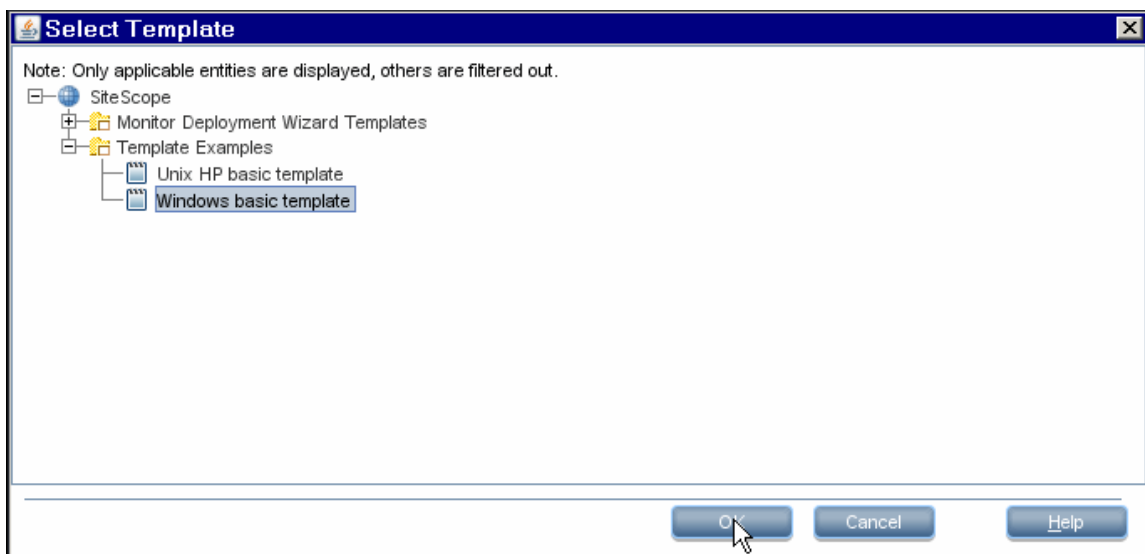 Select Template
Note: Only applicable entities are displayed, others are filtered out.
SiteScope
Monitor Deployment Wizard Templates
Template Examples
Unix HP basic template
Windows basic template
OK Cancel Help